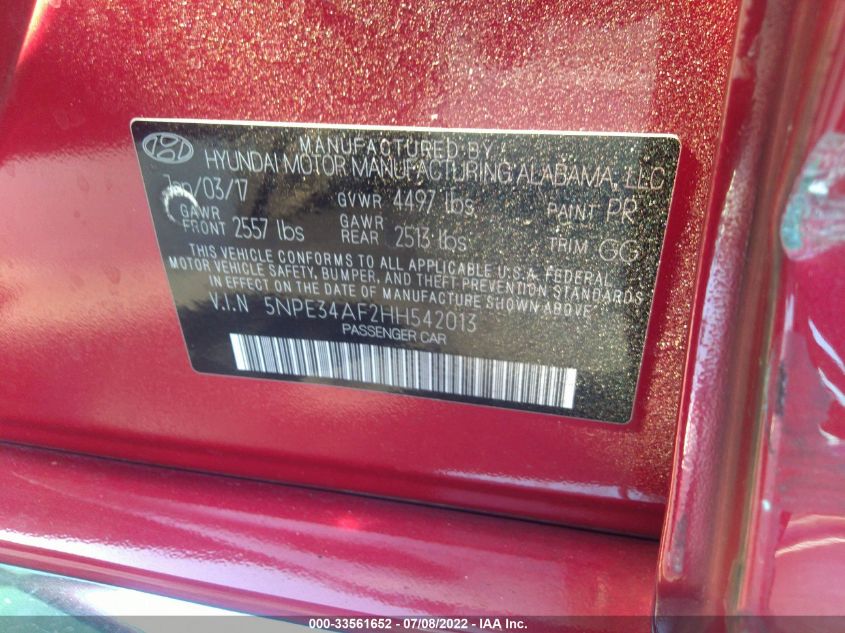 MANUFACTURED BY
HYUNDAI MOTOR MANUFACTURING ALABAMA, LLC
Jan/03/17 GVWR 4497 lbs PAINT PR
GAWR FRONT 2557 lbs GAWR REAR 2513 lbs TRIM GG
THIS VEHICLE CONFORMS TO ALL APPLICABLE U.S.A. FEDERAL
MOTOR VEHICLE SAFETY, BUMPER, AND THEFT PREVENTION STANDARDS
IN EFFECT ON THE DATE OF MANUFACTURE SHOWN ABOVE.
V.I.N 5NPE34AF2HH542013
PASSENGER CAR
000-33561652 - 07/08/2022 - IAA Inc.